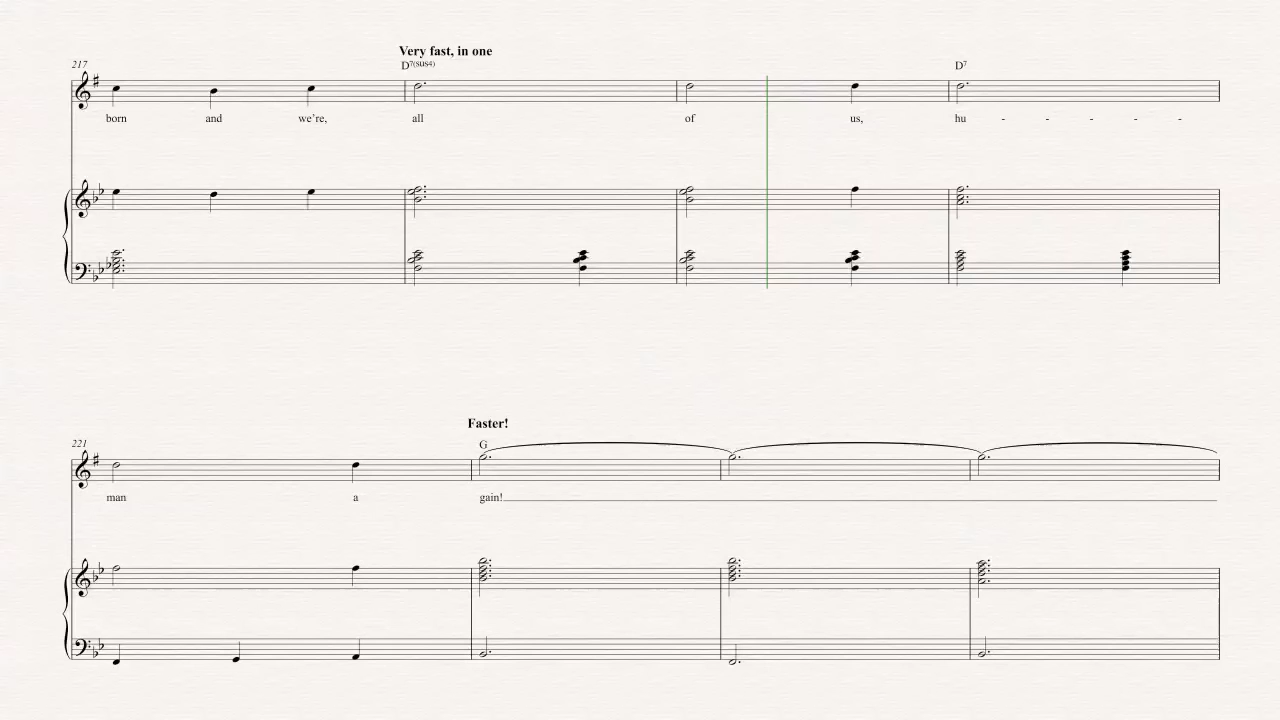 Very fast, in one
217 D7(sus4) D7
born and we're, all of us, hu - - - - -
Faster!
221 G
man a gain!